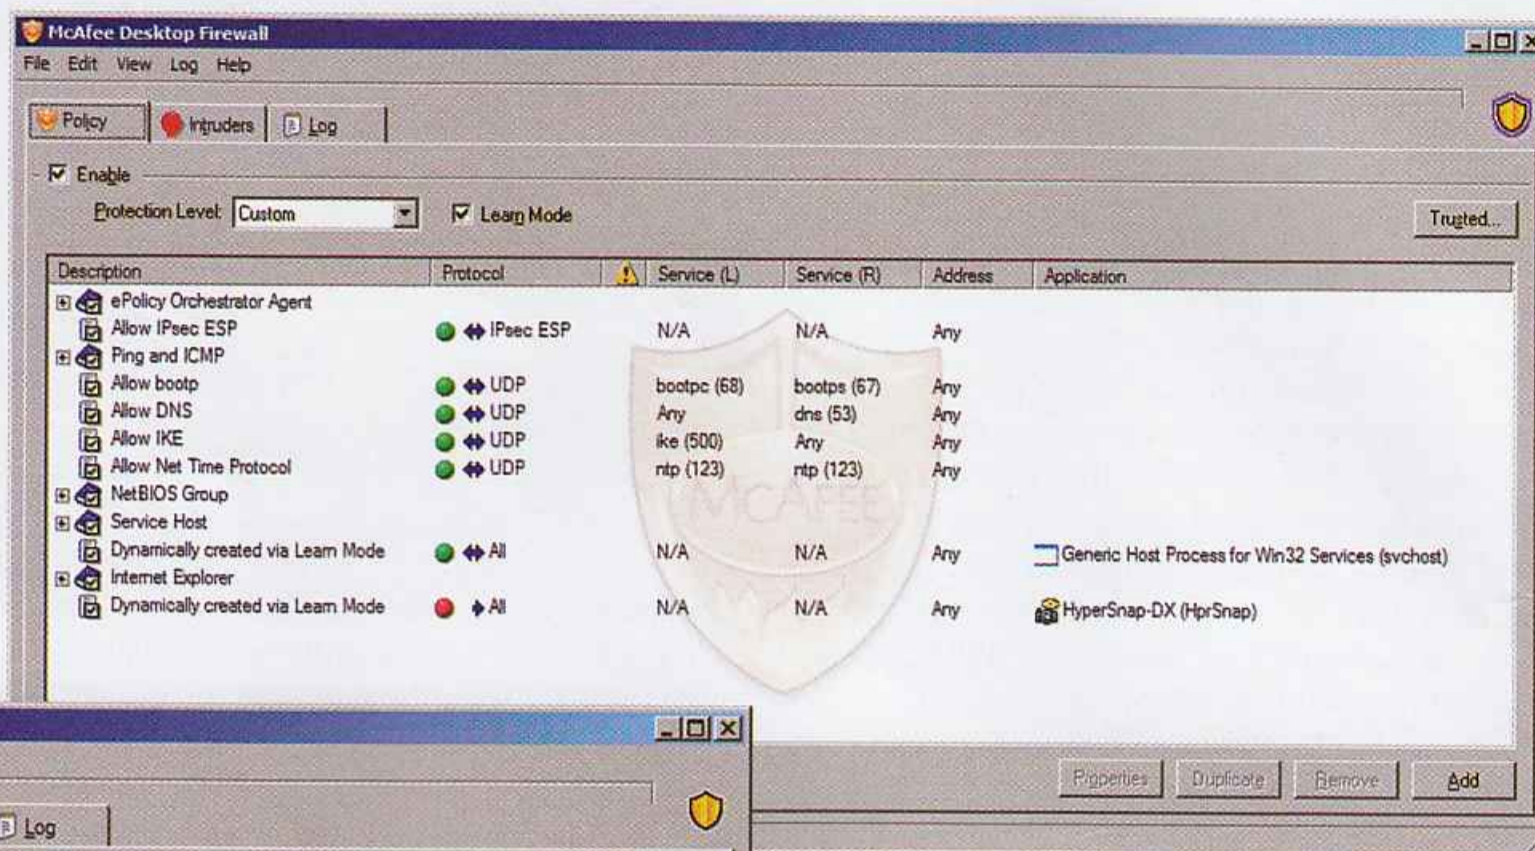 McAfee Desktop Firewall
File Edit View Log Help
Policy Intruders Log
Enable
Protection Level: Custom Learn Mode Trusted...
Description Protocol Service (L) Service (R) Address Application
ePolicy Orchestrator Agent
Allow IPsec ESP IPsec ESP N/A N/A Any
Ping and ICMP
Allow bootp UDP bootpc (68) bootps (67) Any
Allow DNS UDP Any dns (53) Any
Allow IKE UDP ike (500) Any Any
Allow Net Time Protocol UDP ntp (123) ntp (123) Any
NetBIOS Group
McAFEE
Service Host
Dynamically created via Learn Mode All N/A N/A Any Generic Host Process for Win32 Services (svchost)
Internet Explorer
Dynamically created via Learn Mode All N/A N/A Any HyperSnap-DX (HprSnap)
Properties Duplicate Remove Add
Log